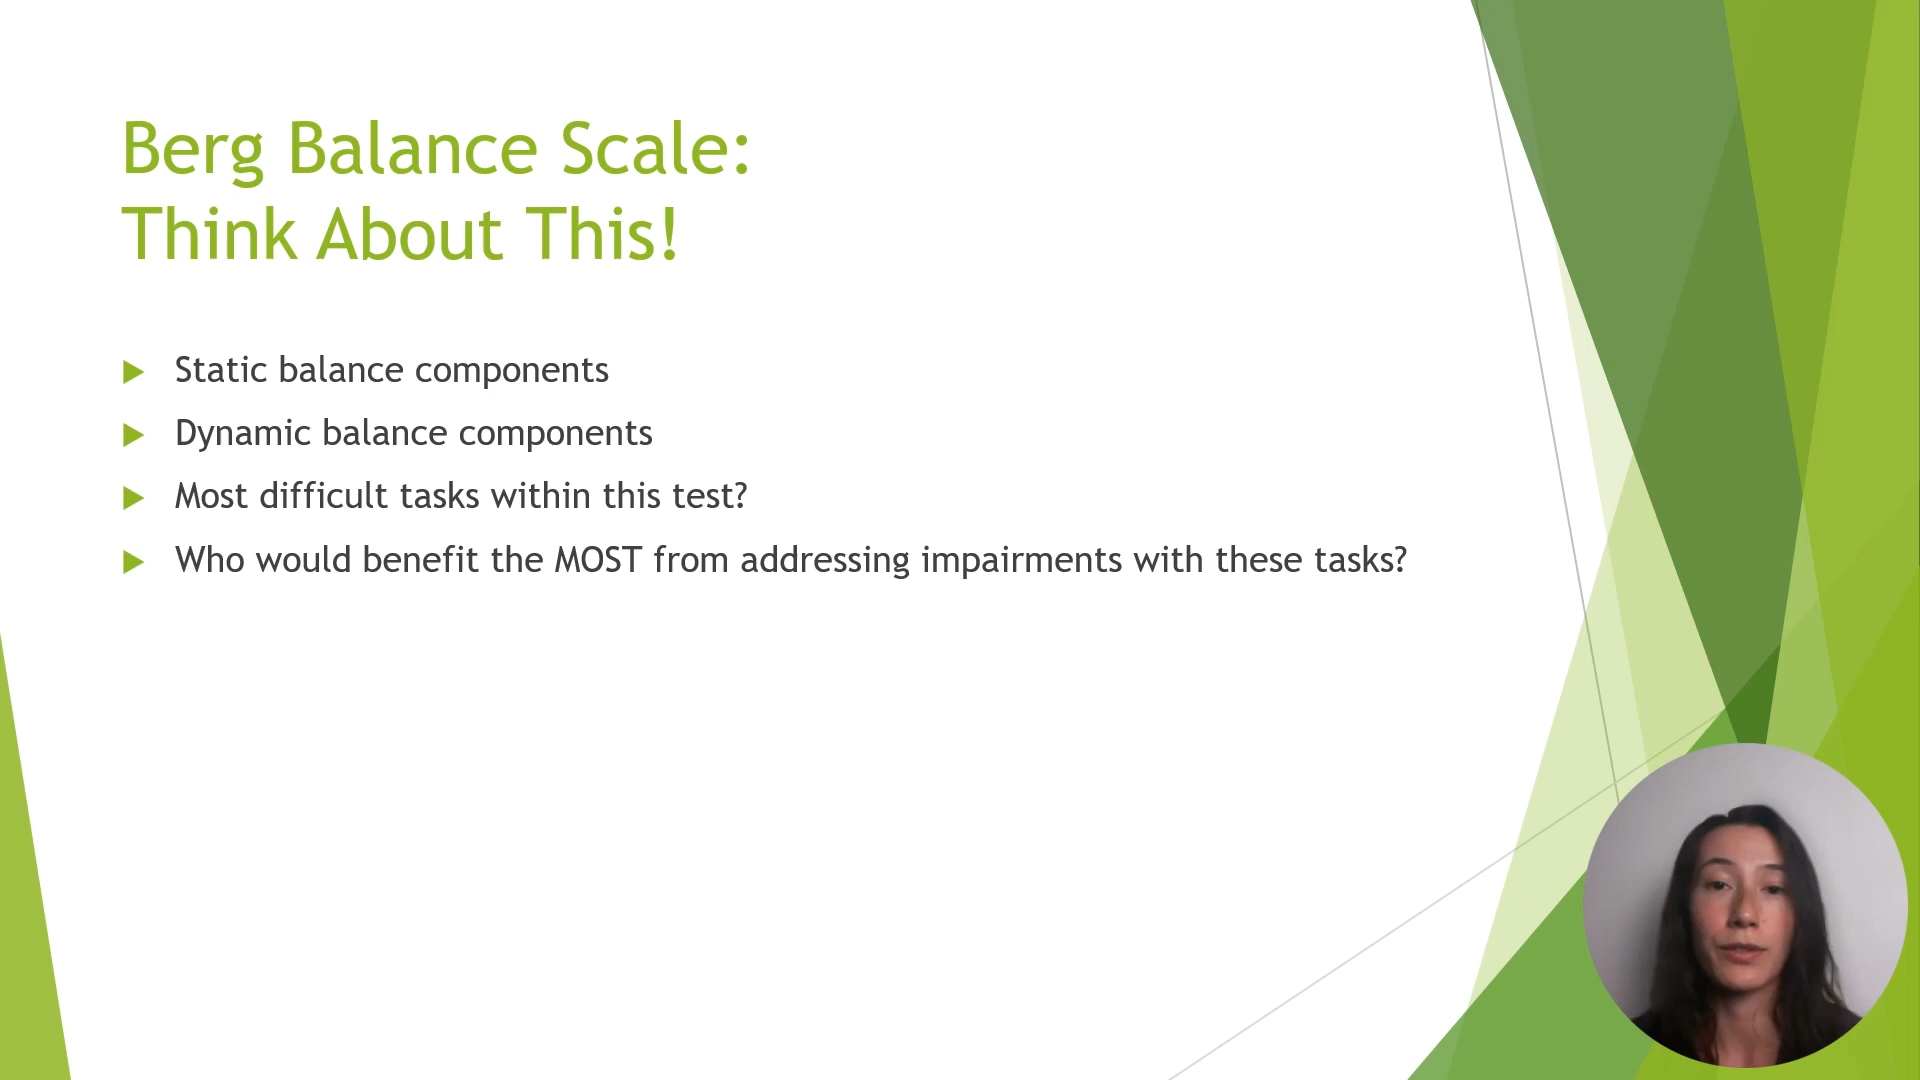 Berg Balance Scale:
Think About This!
Static balance components
Dynamic balance components
Most difficult tasks within this test?
Who would benefit the MOST from addressing impairments with these tasks?